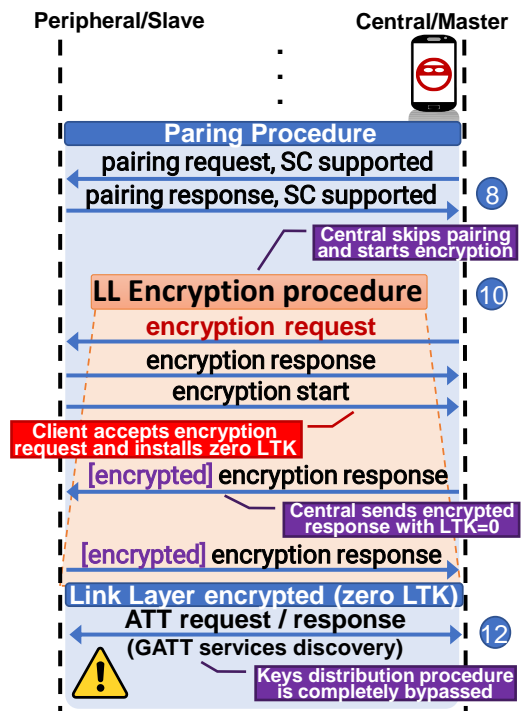 Peripheral/Slave
Central/Master
Paring Procedure
pairing request, SC supported
pairing response, SC supported
8
Central skips pairing
and starts encryption
LL Encryption procedure
10
encryption request
encryption response
encryption start
Client accepts encryption
request and installs zero LTK
[encrypted] encryption response
Central sends encrypted
response with LTK=0
[encrypted] encryption response
Link Layer encrypted (zero LTK)
ATT request / response
12
(GATT services discovery)
Keys distribution procedure
is completely bypassed